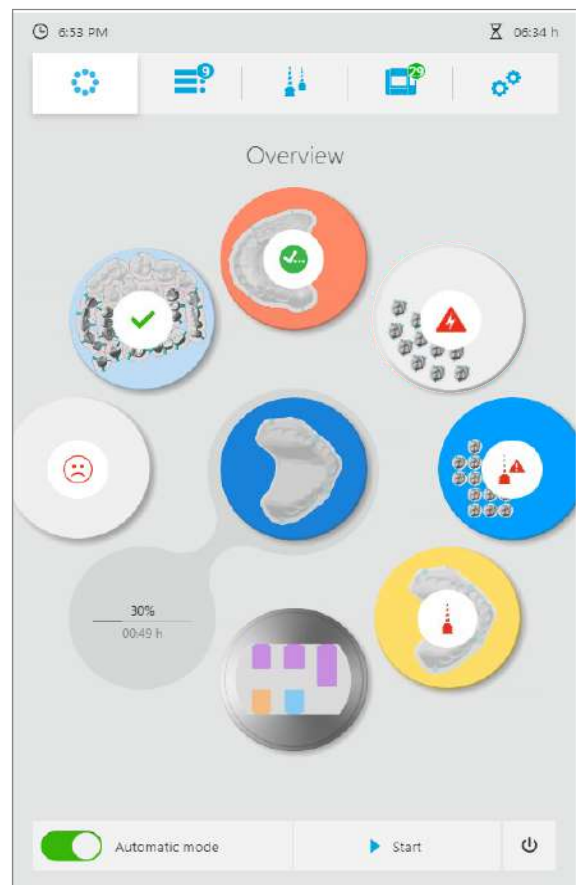 6:53 PM
06:34 h
9
29
Overview
30%
00:49 h
Automatic mode
Start